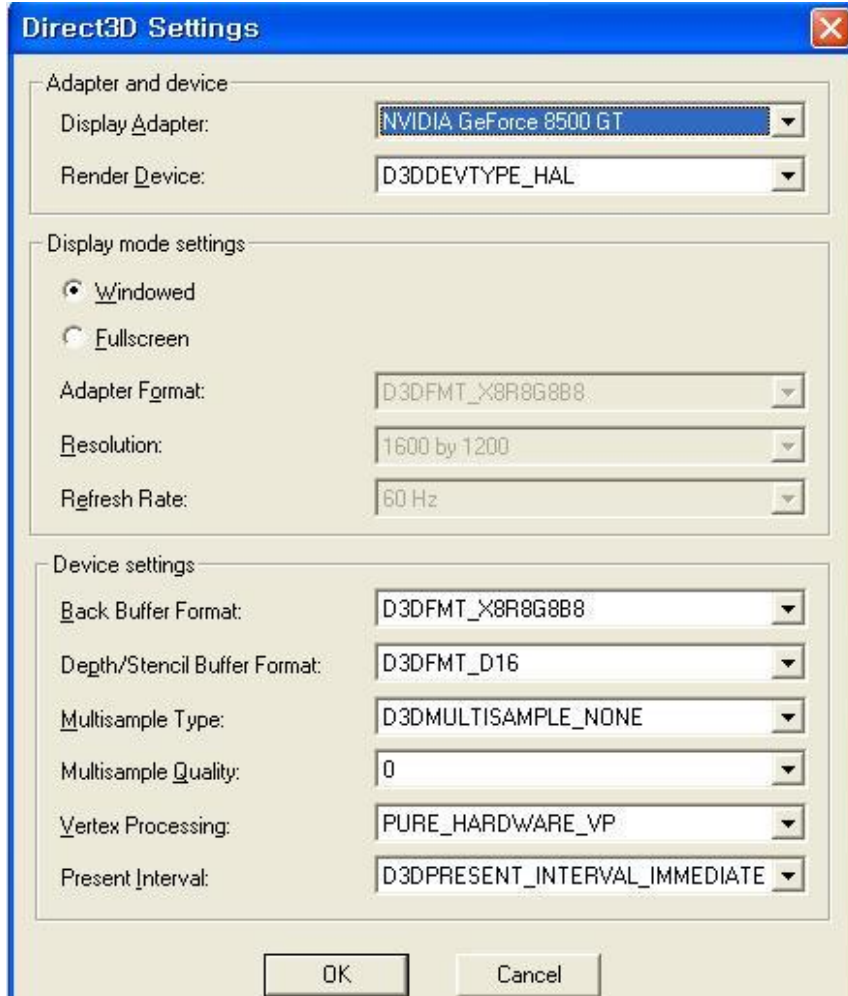 Direct3D Settings
Adapter and device
Display Adapter: NVIDIA GeForce 8500 GT
Render Device: D3DDEVTYPE_HAL
Display mode settings
Windowed
Fullscreen
Adapter Format: D3DFMT_X8R8G8B8
Resolution: 1600 by 1200
Refresh Rate: 60 Hz
Device settings
Back Buffer Format: D3DFMT_X8R8G8B8
Depth/Stencil Buffer Format: D3DFMT_D16
Multisample Type: D3DMULTISAMPLE_NONE
Multisample Quality: 0
Vertex Processing: PURE_HARDWARE_VP
Present Interval: D3DPRESENT_INTERVAL_IMMEDIATE
OK Cancel